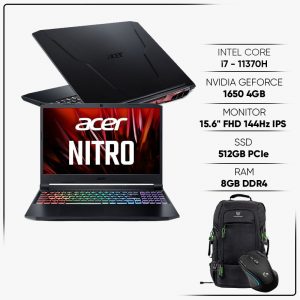 INTEL CORE
i7 - 11370H
NVIDIA GEFORCE
1650 4GB
MONITOR
15.6" FHD 144Hz IPS
SSD
512GB PCIe
RAM
8GB DDR4
acer
NITRO